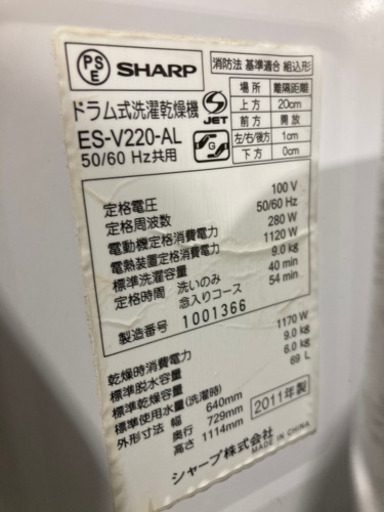 PSE SHARP
消防法 基準適合 組込形
ドラム式洗濯乾燥機
ES-V220-AL
50/60 Hz共用
S JET
G
場所 離隔距離
上方 20cm
前方 開放
左/右/後方 1cm
下方 0cm
定格電圧 100 V
定格周波数 50/60 Hz
電動機定格消費電力 280 W
電熱装置定格消費電力 1120 W
標準洗濯容量 9.0 kg
定格時間 洗いのみ 40 min
念入りコース 54 min
製造番号 1001366
乾燥時消費電力 1170 W
標準脱水容量 9.0 kg
標準乾燥容量 6.0 kg
標準使用水量(洗濯時) 69 L
外形寸法 幅 640mm
奥行 729mm
高さ 1114mm
2011年製
シャープ株式会社
MADE IN CHINA